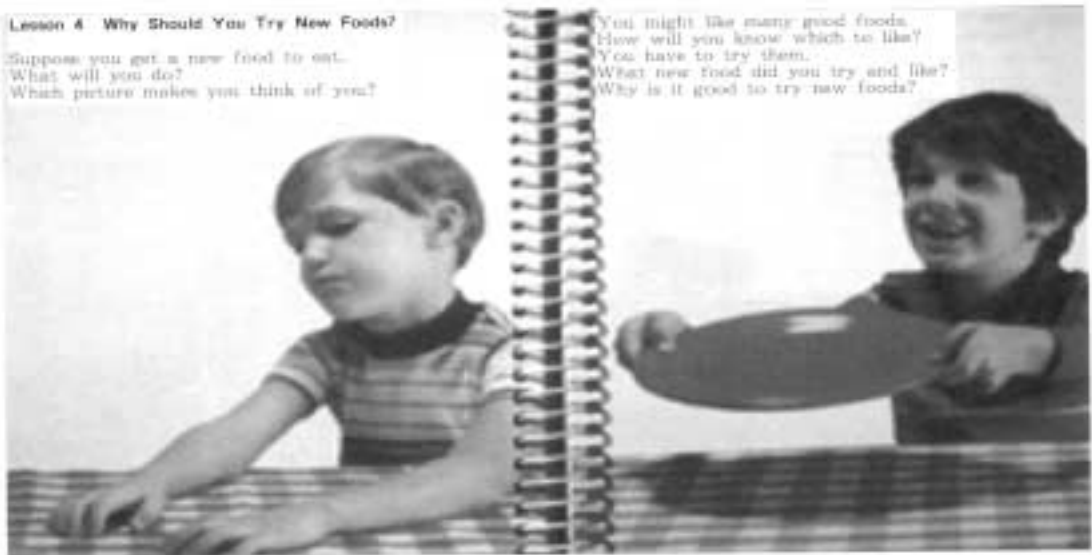 Lesson 4 Why Should You Try New Foods?
Suppose you get a new food to eat.
What will you do?
Which picture makes you think of you?
You might like many good foods.
How will you know which to like?
You have to try them.
What new food did you try and like?
Why is it good to try new foods?